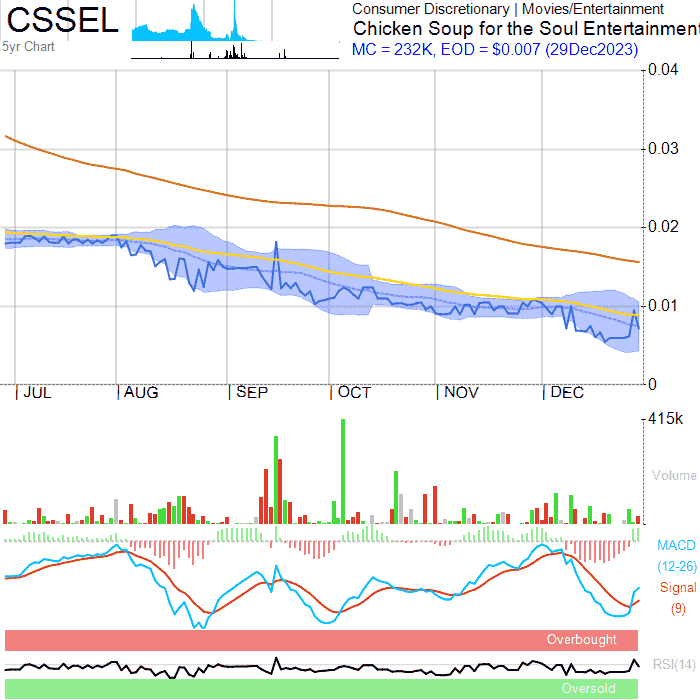 CSSEL
5yr Chart
Consumer Discretionary | Movies/Entertainment
Chicken Soup for the Soul Entertainment
MC = 232K, EOD = $0.007 (29Dec2023)
0.04
0.03
0.02
0.01
0
JUL AUG SEP OCT NOV DEC
415k
Volume
MACD
(12-26)
Signal
(9)
Overbought
RSI(14)
Oversold